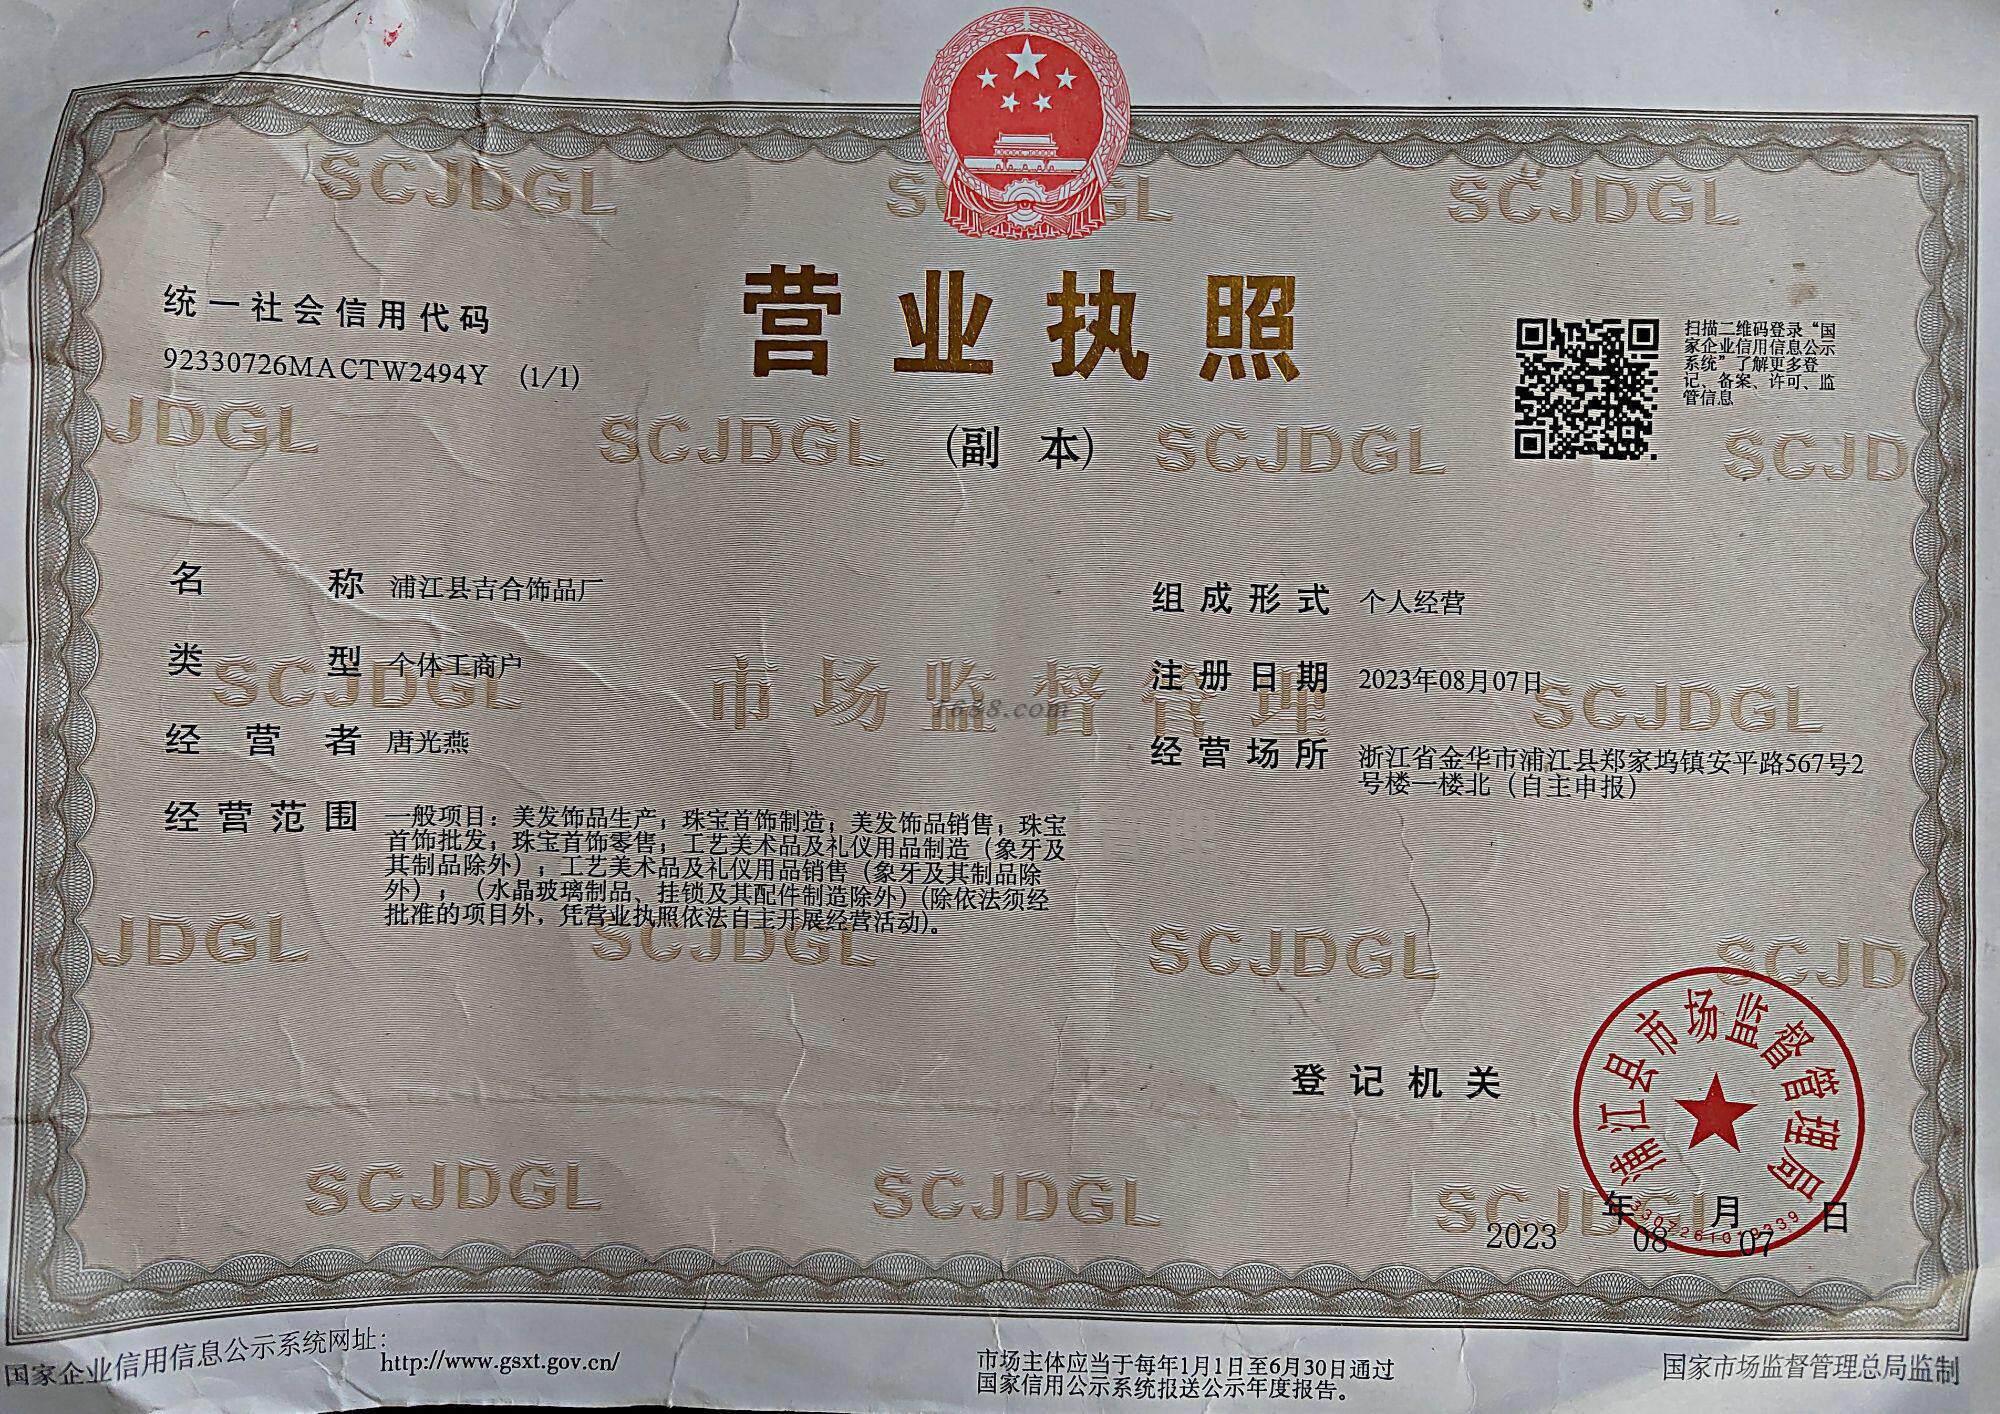 统一社会信用代码
92330726MACTW2494Y (1/1)
营业执照
(副 本)
扫描二维码登录“国
家企业信用信息公示
系统”了解更多登
记、备案、许可、监
管信息
名 称 浦江县吉合饰品厂
类 型 个体工商户
经营者 唐光燕
经营范围 一般项目：美发饰品生产；珠宝首饰制造；美发饰品销售；珠宝
首饰批发；珠宝首饰零售；工艺美术品及礼仪用品制造（象牙及
其制品除外）；工艺美术品及礼仪用品销售（象牙及其制品除
外）；（水晶玻璃制品、挂锁及其配件制造除外）(除依法须经
批准的项目外，凭营业执照依法自主开展经营活动)。
组成形式 个人经营
注册日期 2023年08月07日
经营场所 浙江省金华市浦江县郑家坞镇安平路567号2
号楼一楼北（自主申报）
SCJDGL
市场监督管理
1688.com
登记机关
浦江县市场监督管理局
2023年08月07日
国家企业信用信息公示系统网址：
http://www.gsxt.gov.cn/
市场主体应当于每年1月1日至6月30日通过
国家信用公示系统报送公示年度报告。
国家市场监督管理总局监制